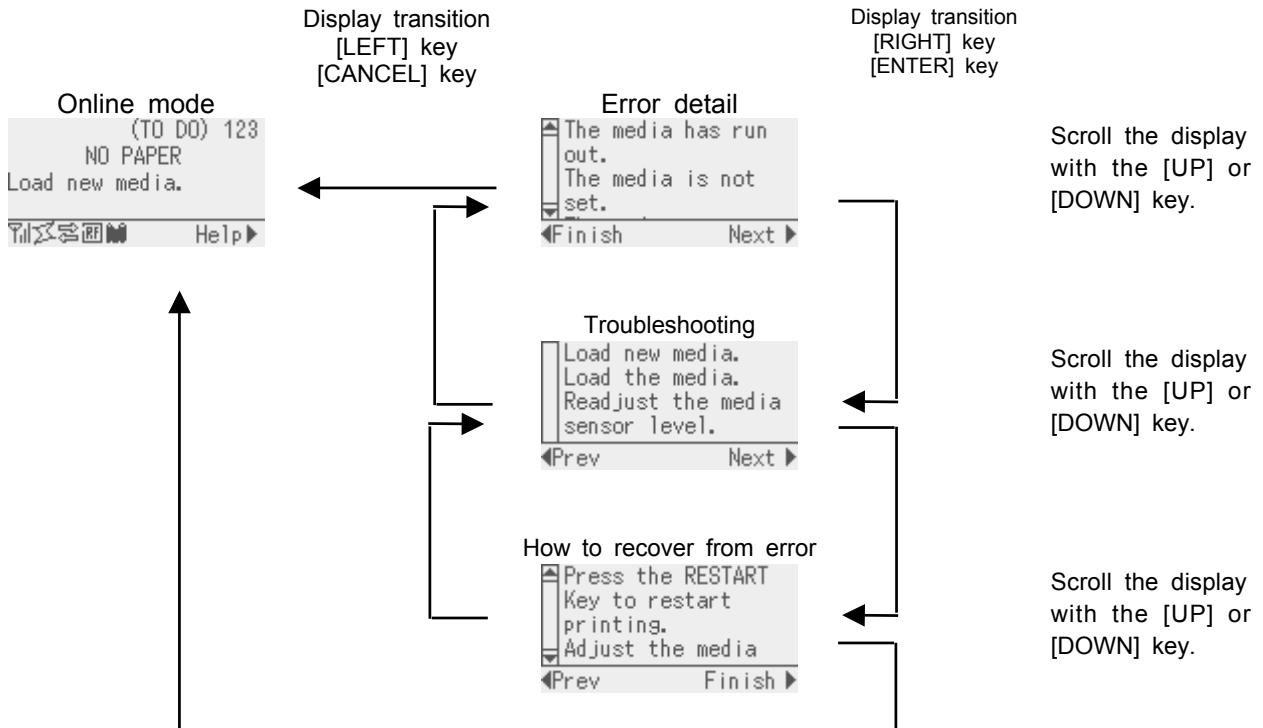 Display transition
[LEFT] key
[CANCEL] key
Display transition
[RIGHT] key
[ENTER] key
Online mode
(TO DO) 123
NO PAPER
Load new media.
RF
Help
Error detail
The media has run
out.
The media is not
set.
Finish Next
Scroll the display
with the [UP] or
[DOWN] key.
Troubleshooting
Load new media.
Load the media.
Readjust the media
sensor level.
Prev Next
Scroll the display
with the [UP] or
[DOWN] key.
How to recover from error
Press the RESTART
Key to restart
printing.
Adjust the media
Prev Finish
Scroll the display
with the [UP] or
[DOWN] key.